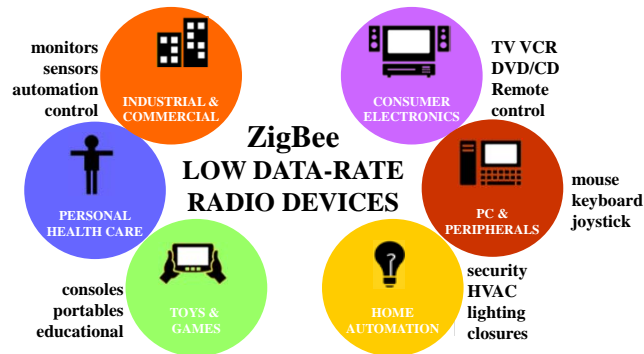 monitors
sensors
automation
control
INDUSTRIAL &
COMMERCIAL
CONSUMER
ELECTRONICS
TV VCR
DVD/CD
Remote
control
ZigBee
LOW DATA-RATE
RADIO DEVICES
PERSONAL
HEALTH CARE
PC &
PERIPHERALS
mouse
keyboard
joystick
consoles
portables
educational
TOYS &
GAMES
HOME
AUTOMATION
security
HVAC
lighting
closures